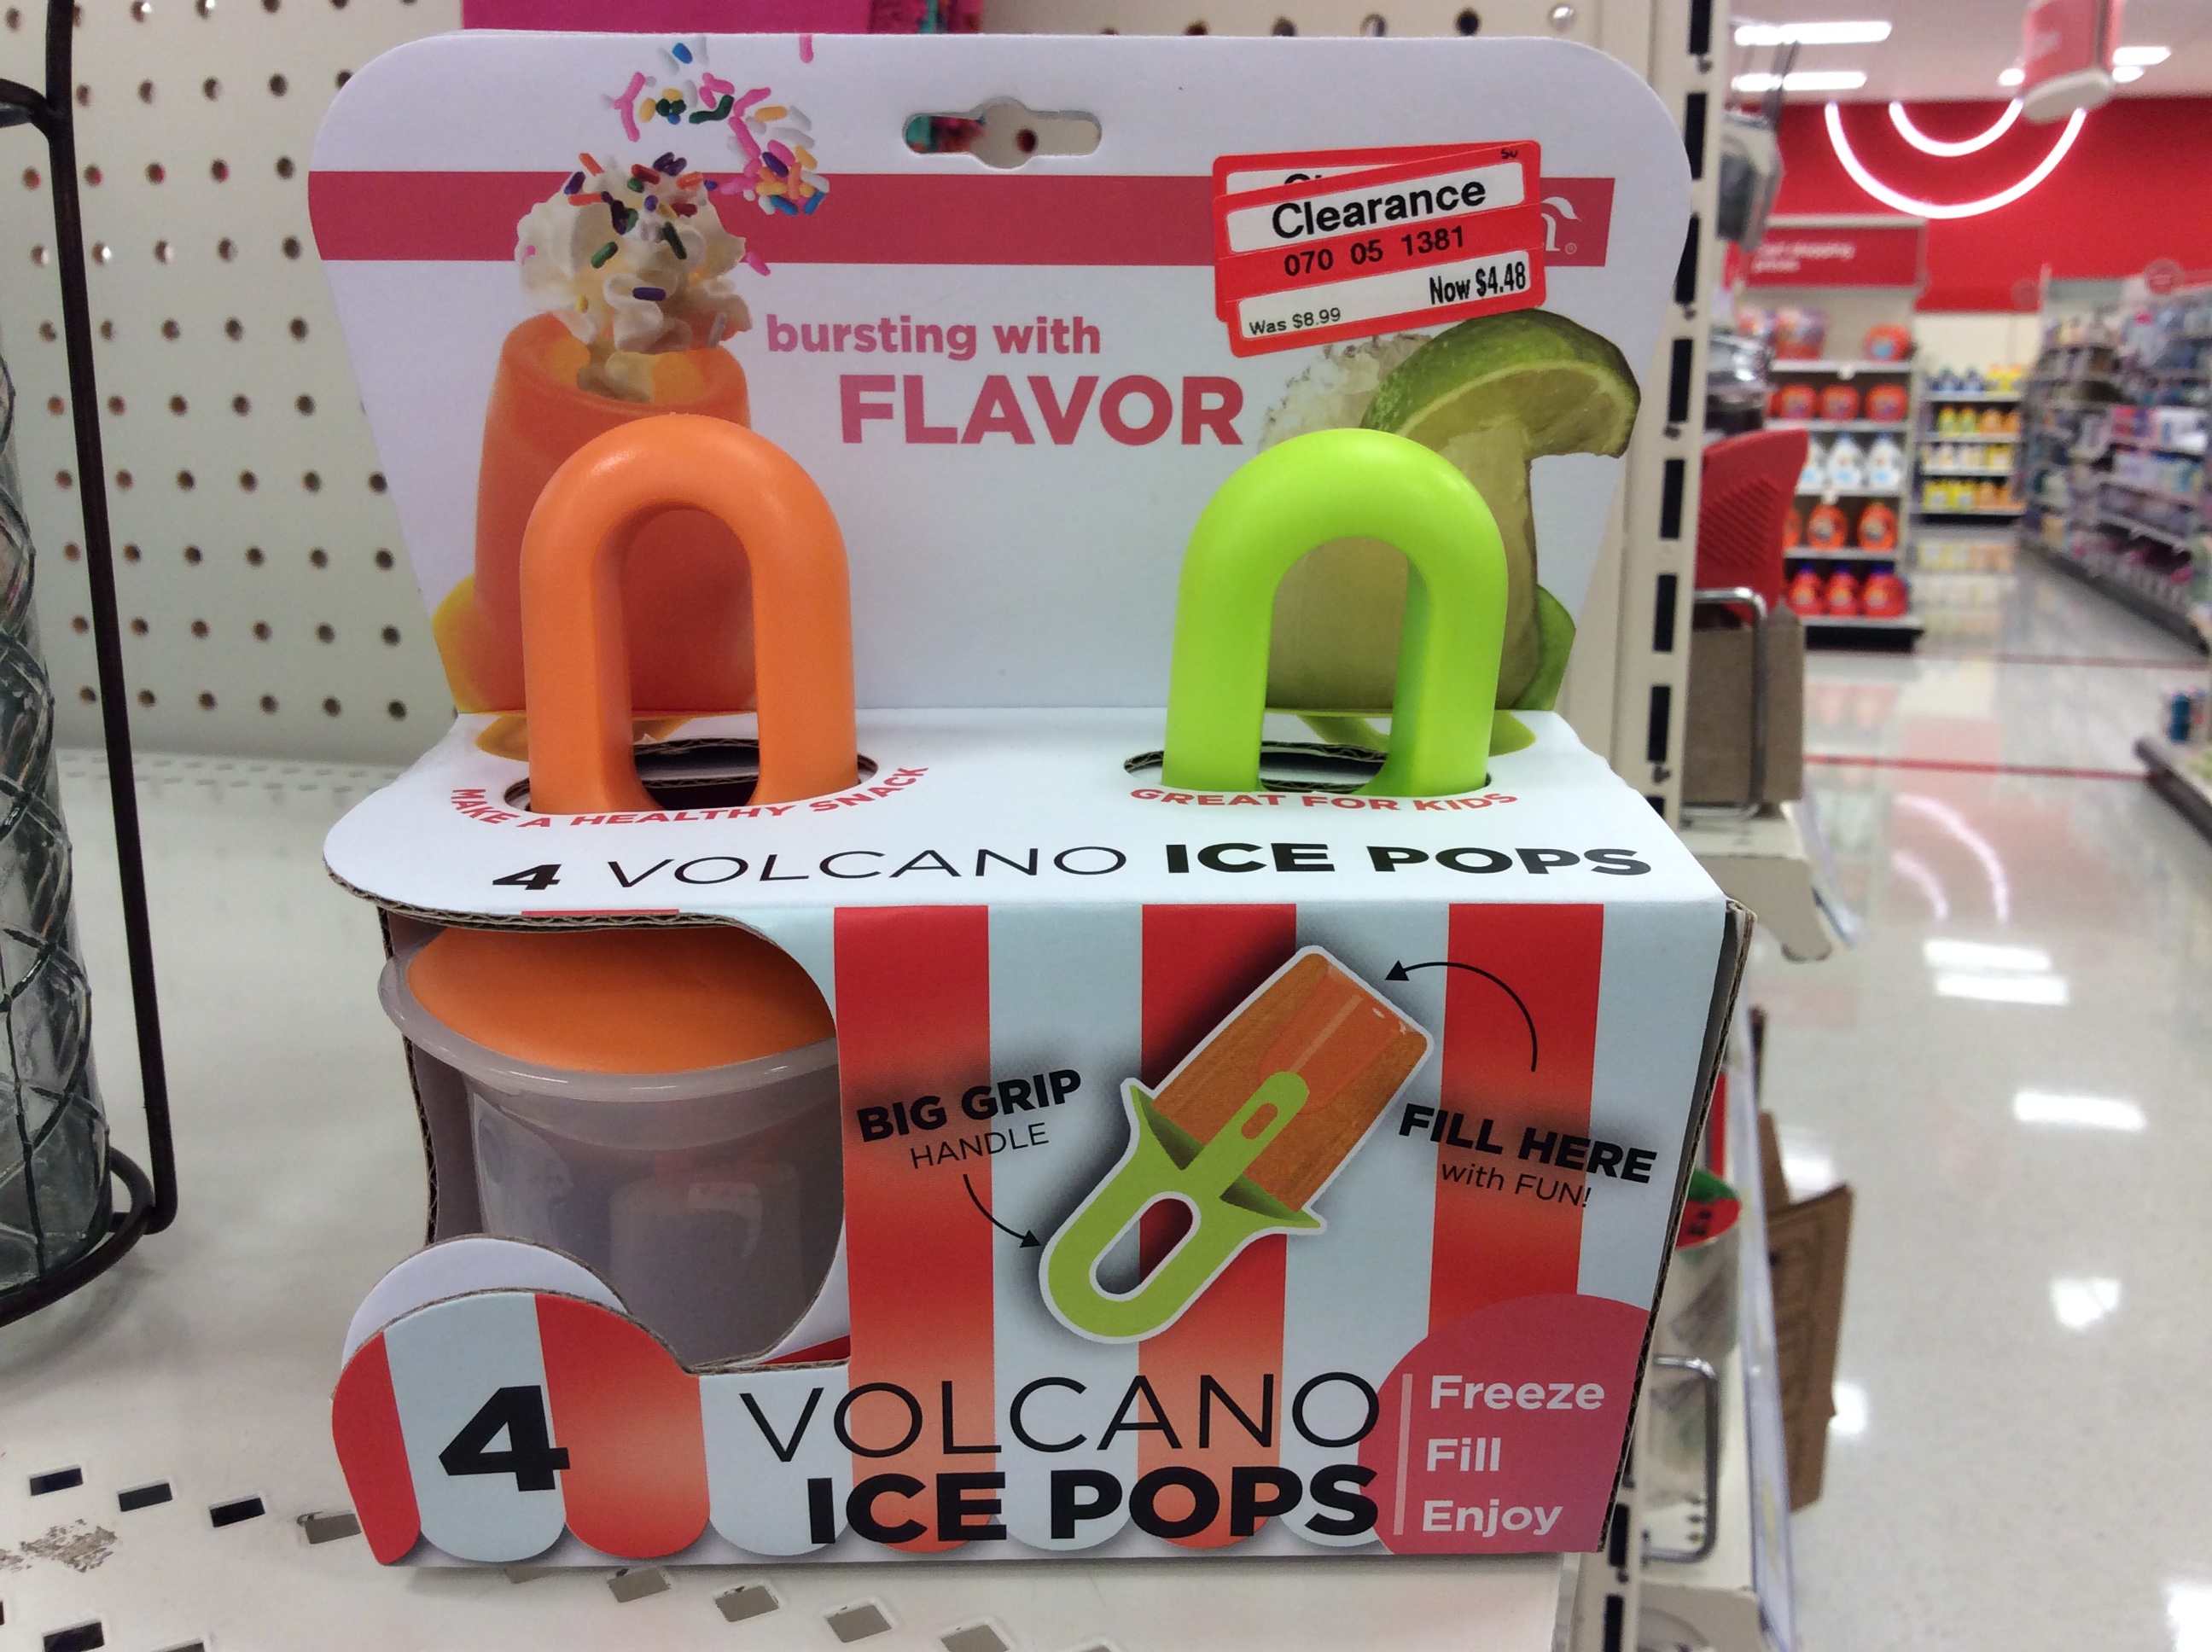 50
Clearance
070 05 1381
Was $8.99 Now $4.48
bursting with
FLAVOR
MAKE A HEALTHY SNACK
GREAT FOR KIDS
4 VOLCANO ICE POPS
BIG GRIP
HANDLE
FILL HERE
with FUN!
4
VOLCANO
ICE POPS
Freeze
Fill
Enjoy